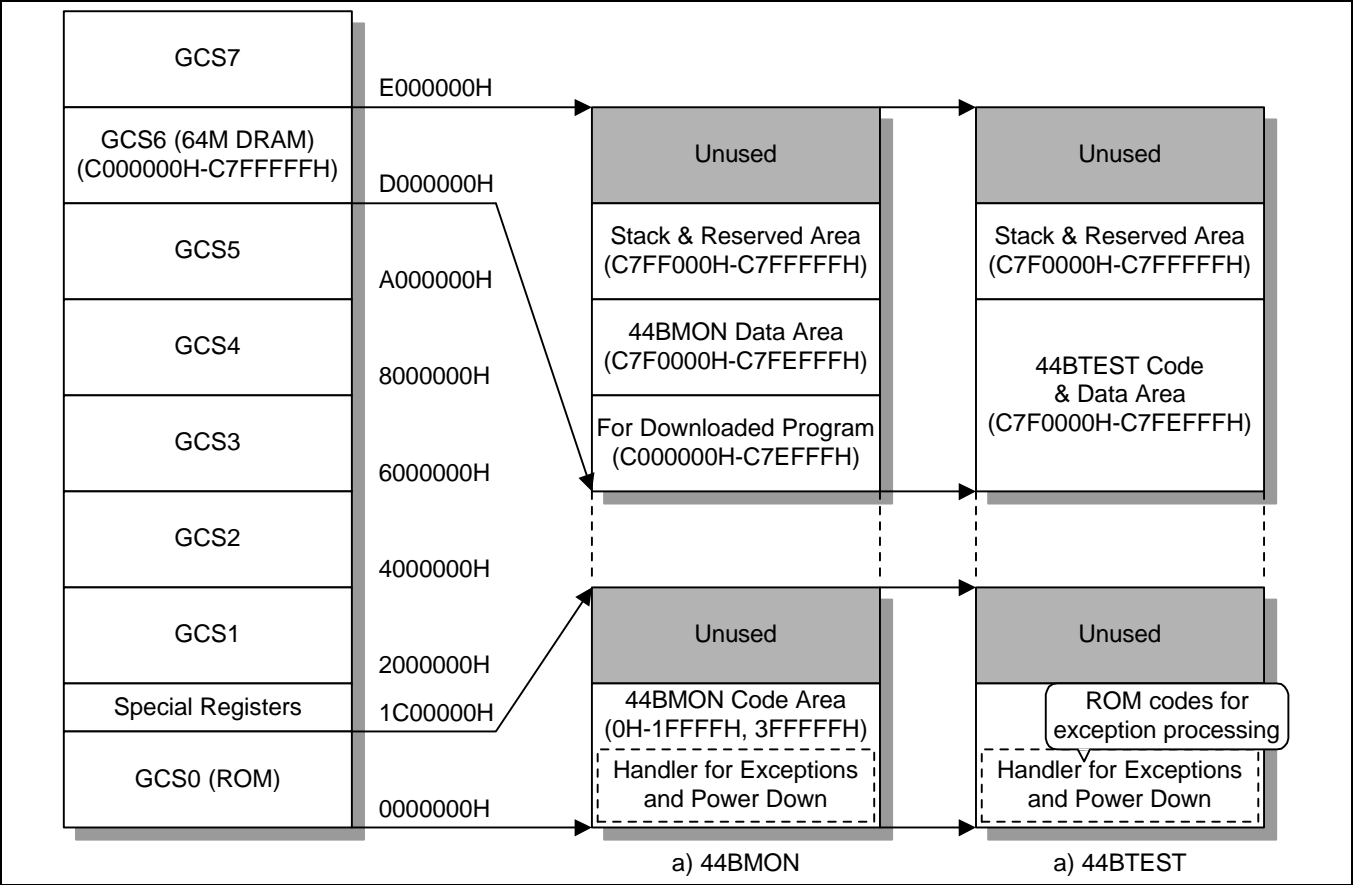 GCS7
E000000H
GCS6 (64M DRAM)
(C000000H-C7FFFFFH)
D000000H
GCS5
A000000H
GCS4
8000000H
GCS3
6000000H
GCS2
4000000H
GCS1
2000000H
Special Registers
1C00000H
GCS0 (ROM)
0000000H
Unused
Stack & Reserved Area
(C7FF000H-C7FFFFFH)
44BMON Data Area
(C7F0000H-C7FEFFFH)
For Downloaded Program
(C000000H-C7EFFFH)
Unused
44BMON Code Area
(0H-1FFFFH, 3FFFFFH)
Handler for Exceptions
and Power Down
a) 44BMON
Unused
Stack & Reserved Area
(C7F0000H-C7FFFFFH)
44BTEST Code
& Data Area
(C7F0000H-C7FEFFFH)
Unused
ROM codes for
exception processing
Handler for Exceptions
and Power Down
a) 44BTEST